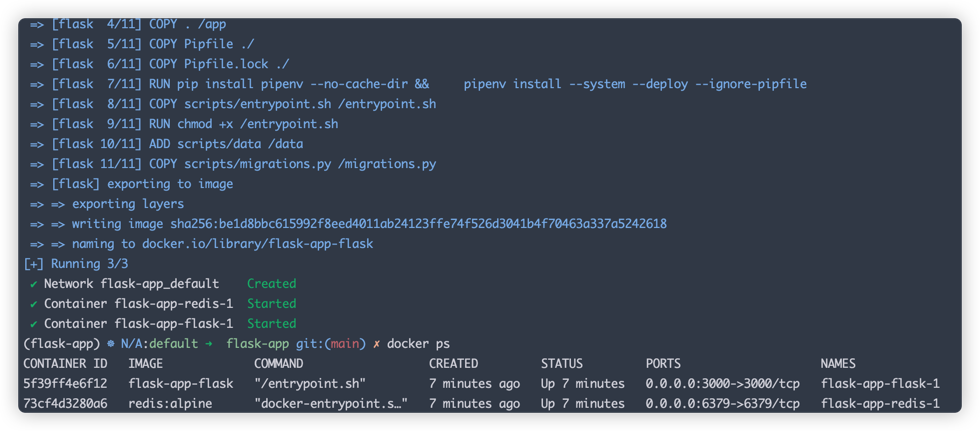 => [flask  4/11] COPY . /app
=> [flask  5/11] COPY Pipfile ./
=> [flask  6/11] COPY Pipfile.lock ./
=> [flask  7/11] RUN pip install pipenv --no-cache-dir &&     pipenv install --system --deploy --ignore-pipfile
=> [flask  8/11] COPY scripts/entrypoint.sh /entrypoint.sh
=> [flask  9/11] RUN chmod +x /entrypoint.sh
=> [flask 10/11] ADD scripts/data /data
=> [flask 11/11] COPY scripts/migrations.py /migrations.py
=> [flask] exporting to image
=> => exporting layers
=> => writing image sha256:be1d8bbc615992f8eed4011ab24123ffe74f526d3041b4f70463a337a5242618
=> => naming to docker.io/library/flask-app-flask
[+] Running 3/3
✔ Network flask-app_default    Created
✔ Container flask-app-redis-1  Started
✔ Container flask-app-flask-1  Started
(flask-app) ☸ N/A:default ➜  flask-app git:(main) ✗ docker ps
CONTAINER ID   IMAGE             COMMAND                  CREATED         STATUS         PORTS                    NAMES
5f39ff4e6f12   flask-app-flask   "/entrypoint.sh"         7 minutes ago   Up 7 minutes   0.0.0.0:3000->3000/tcp   flask-app-flask-1
73cf4d3280a6   redis:alpine      "docker-entrypoint.s…"   7 minutes ago   Up 7 minutes   0.0.0.0:6379->6379/tcp   flask-app-redis-1